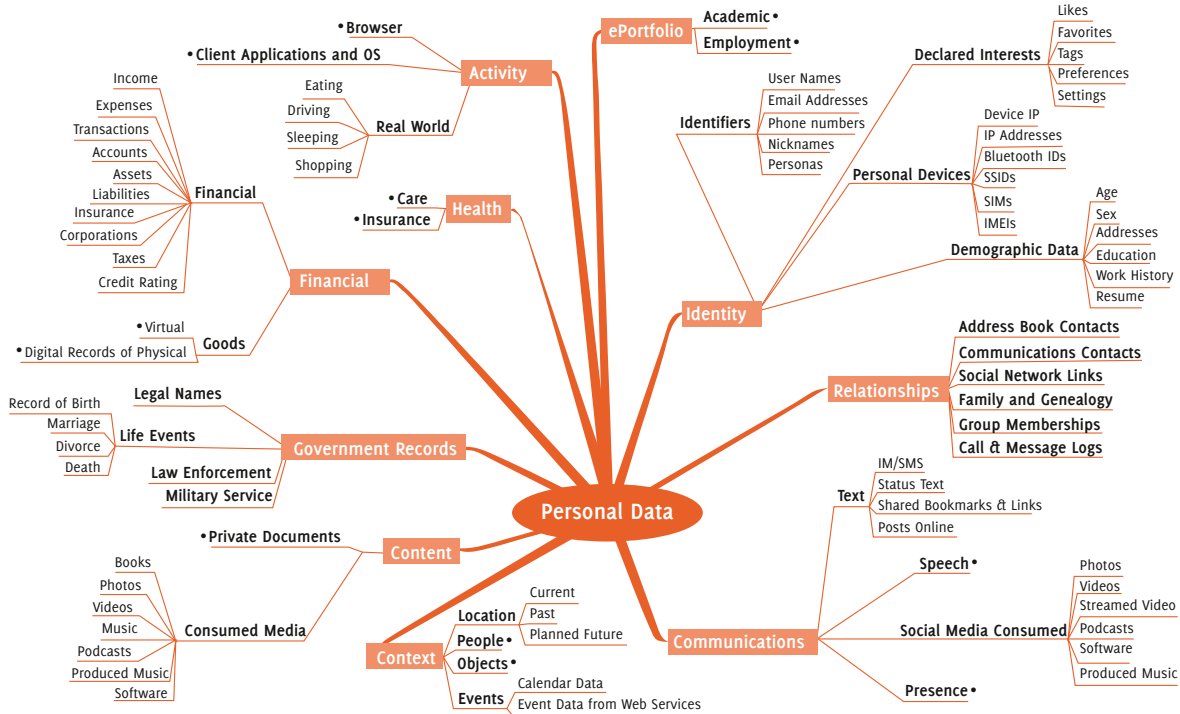 Personal Data
ePortfolio
Academic
Employment
Activity
Browser
Client Applications and OS
Real World
Eating
Driving
Sleeping
Shopping
Health
Care
Insurance
Financial
Financial
Income
Expenses
Transactions
Accounts
Assets
Liabilities
Insurance
Corporations
Taxes
Credit Rating
Goods
Virtual
Digital Records of Physical
Government Records
Legal Names
Life Events
Record of Birth
Marriage
Divorce
Death
Law Enforcement
Military Service
Content
Private Documents
Consumed Media
Books
Photos
Videos
Music
Podcasts
Produced Music
Software
Context
Location
Current
Past
Planned Future
People
Objects
Events
Calendar Data
Event Data from Web Services
Identity
Identifiers
User Names
Email Addresses
Phone numbers
Nicknames
Personas
Declared Interests
Likes
Favorites
Tags
Preferences
Settings
Personal Devices
Device IP
IP Addresses
Bluetooth IDs
SSIDs
SIMs
IMEIs
Demographic Data
Age
Sex
Addresses
Education
Work History
Resume
Relationships
Address Book Contacts
Communications Contacts
Social Network Links
Family and Genealogy
Group Memberships
Call & Message Logs
Communications
Text
IM/SMS
Status Text
Shared Bookmarks & Links
Posts Online
Speech
Social Media Consumed
Photos
Videos
Streamed Video
Podcasts
Software
Produced Music
Presence